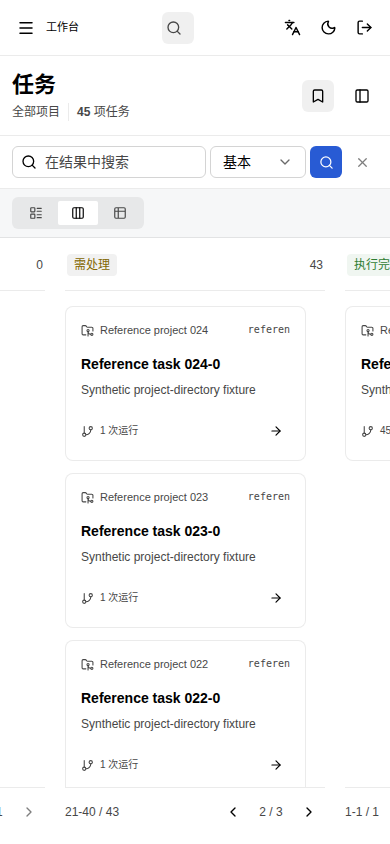 工作台
任务
全部项目 45 项任务
在结果中搜索 基本
0 需处理 43 执行完
Reference project 024 referen
Reference task 024-0
Synthetic project-directory fixture
1 次运行
Reference project 023 referen
Reference task 023-0
Synthetic project-directory fixture
1 次运行
Reference project 022 referen
Reference task 022-0
Synthetic project-directory fixture
1 次运行
Re
Refe
Synth
45
21-40 / 43 2 / 3 1-1 / 1